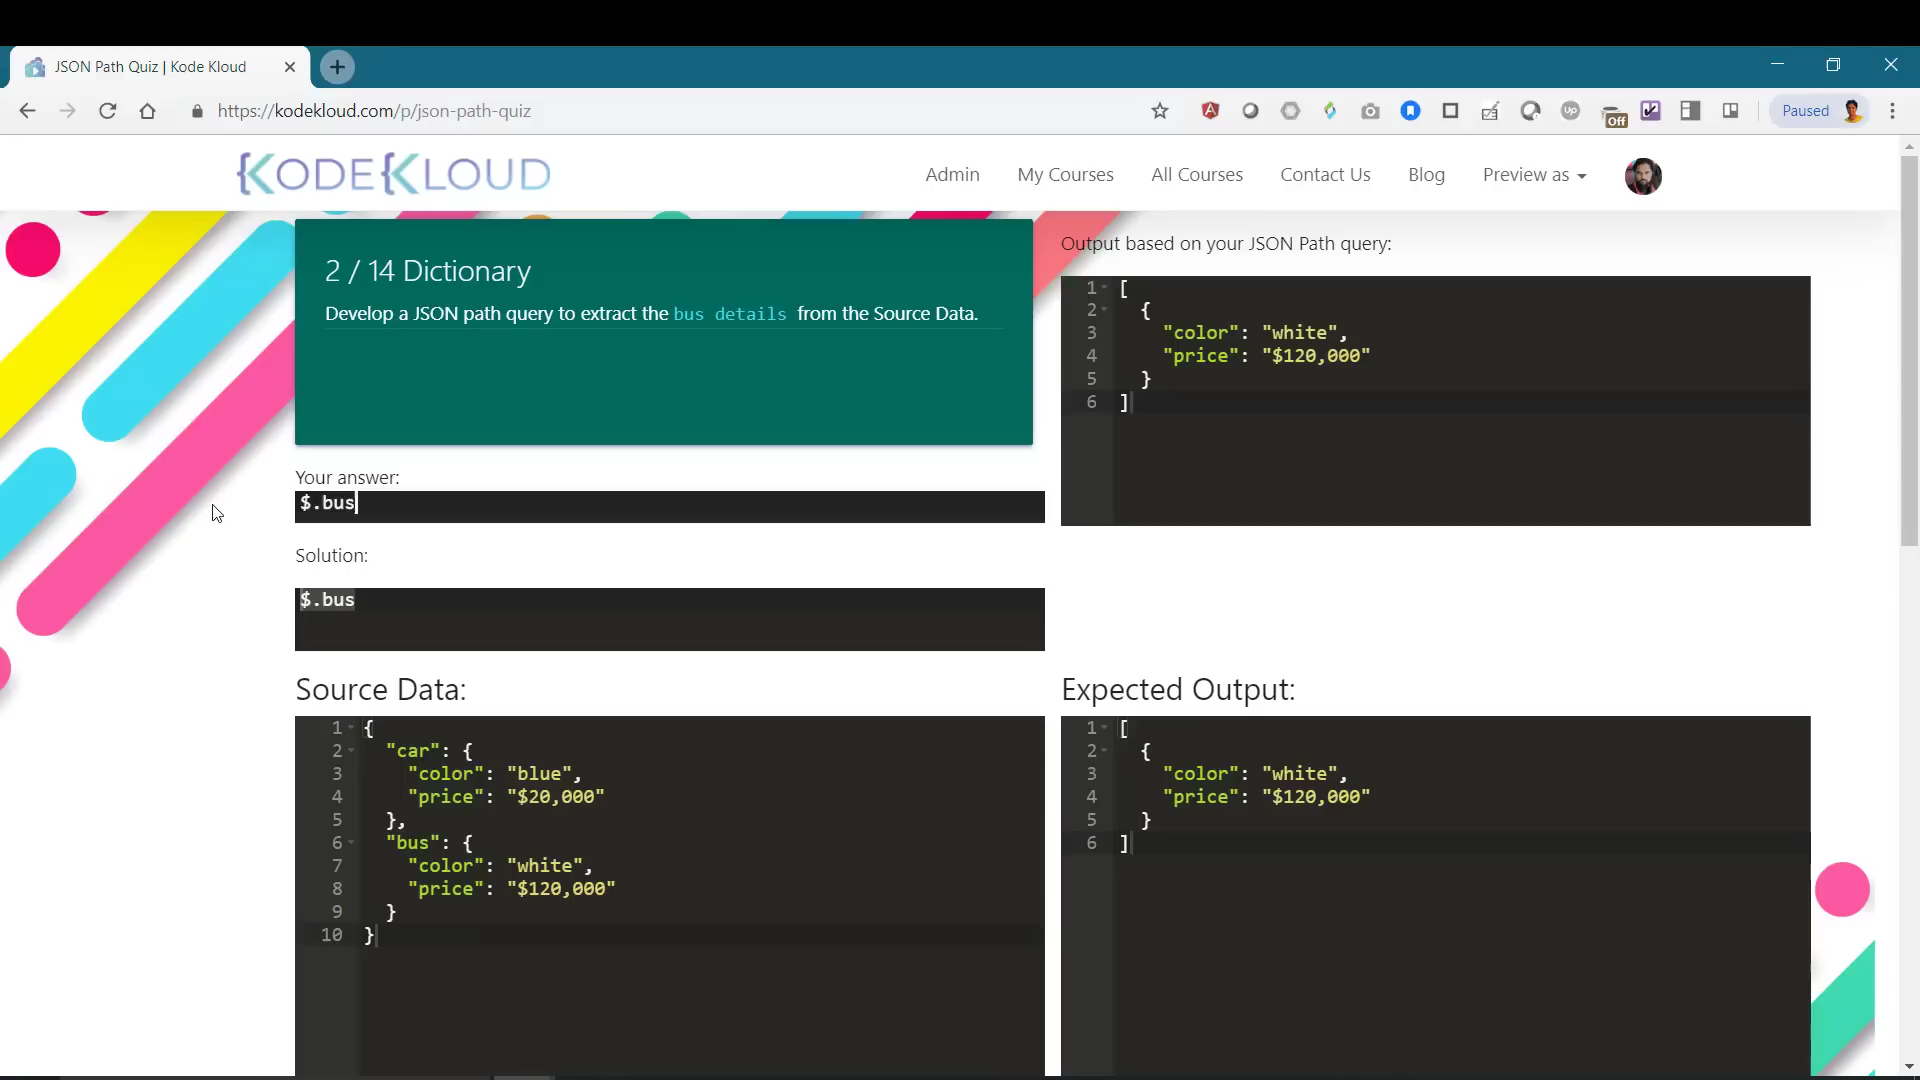 JSON Path Quiz | Kode Kloud
https://kodekloud.com/p/json-path-quiz
up
Off
Paused
{KODE{KLOUD
Admin
My Courses
All Courses
Contact Us
Blog
Preview as
2 / 14 Dictionary
Develop a JSON path query to extract the bus details from the Source Data.
Your answer:
$.bus
Solution:
$.bus
Output based on your JSON Path query:
1 [
2 {
3 "color": "white",
4 "price": "$120,000"
5 }
6 ]
Source Data:
1 {
2 "car": {
3 "color": "blue",
4 "price": "$20,000"
5 },
6 "bus": {
7 "color": "white",
8 "price": "$120,000"
9 }
10 }
Expected Output:
1 [
2 {
3 "color": "white",
4 "price": "$120,000"
5 }
6 ]